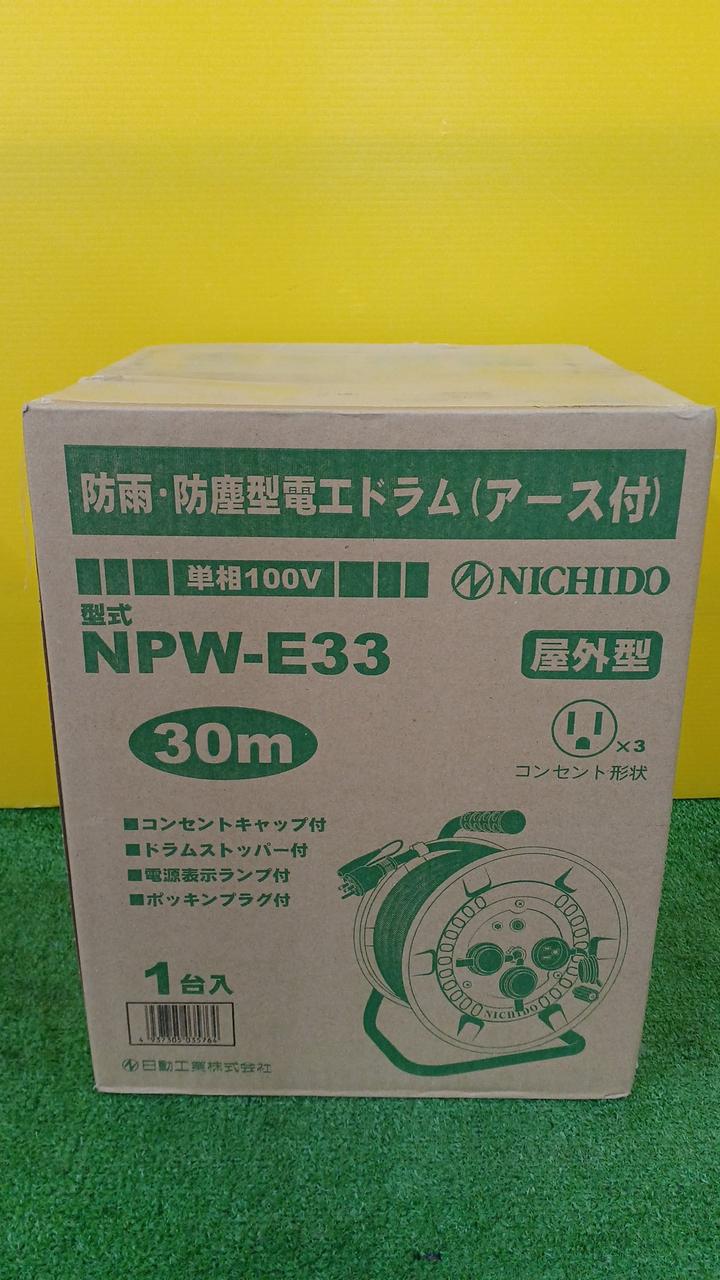 防雨・防塵型電工ドラム(アース付)
単相100V
NICHIDO
型式
NPW-E33
屋外型
30m
×3
コンセント形状
■コンセントキャップ付
■ドラムストッパー付
■電源表示ランプ付
■ポッキンプラグ付
NICHIDO
1台入
4 937305 035764
日動工業株式会社